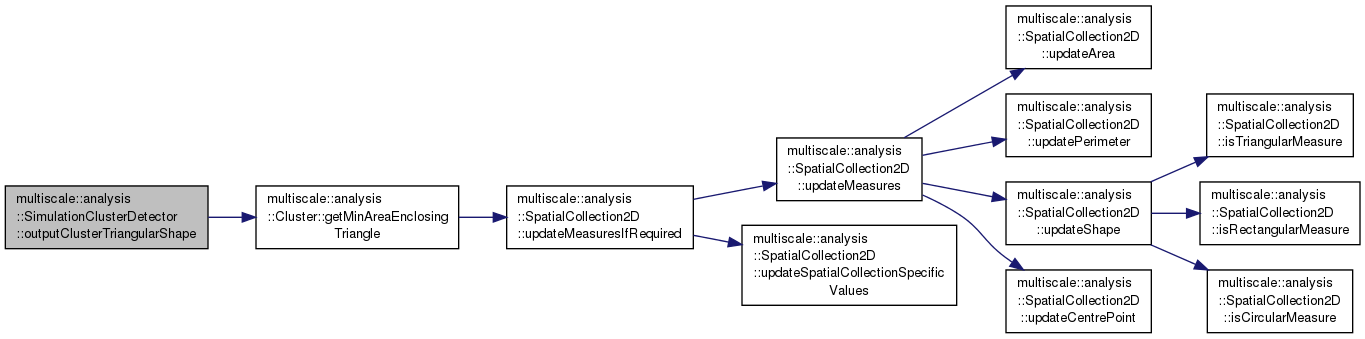 multiscale::analysis
::SimulationClusterDetector
::outputClusterTriangularShape
multiscale::analysis
::Cluster::getMinAreaEnclosing
Triangle
multiscale::analysis
::SpatialCollection2D
::updateMeasuresIfRequired
multiscale::analysis
::SpatialCollection2D
::updateMeasures
multiscale::analysis
::SpatialCollection2D
::updateSpatialCollectionSpecific
Values
multiscale::analysis
::SpatialCollection2D
::updateArea
multiscale::analysis
::SpatialCollection2D
::updatePerimeter
multiscale::analysis
::SpatialCollection2D
::updateShape
multiscale::analysis
::SpatialCollection2D
::updateCentrePoint
multiscale::analysis
::SpatialCollection2D
::isTriangularMeasure
multiscale::analysis
::SpatialCollection2D
::isRectangularMeasure
multiscale::analysis
::SpatialCollection2D
::isCircularMeasure